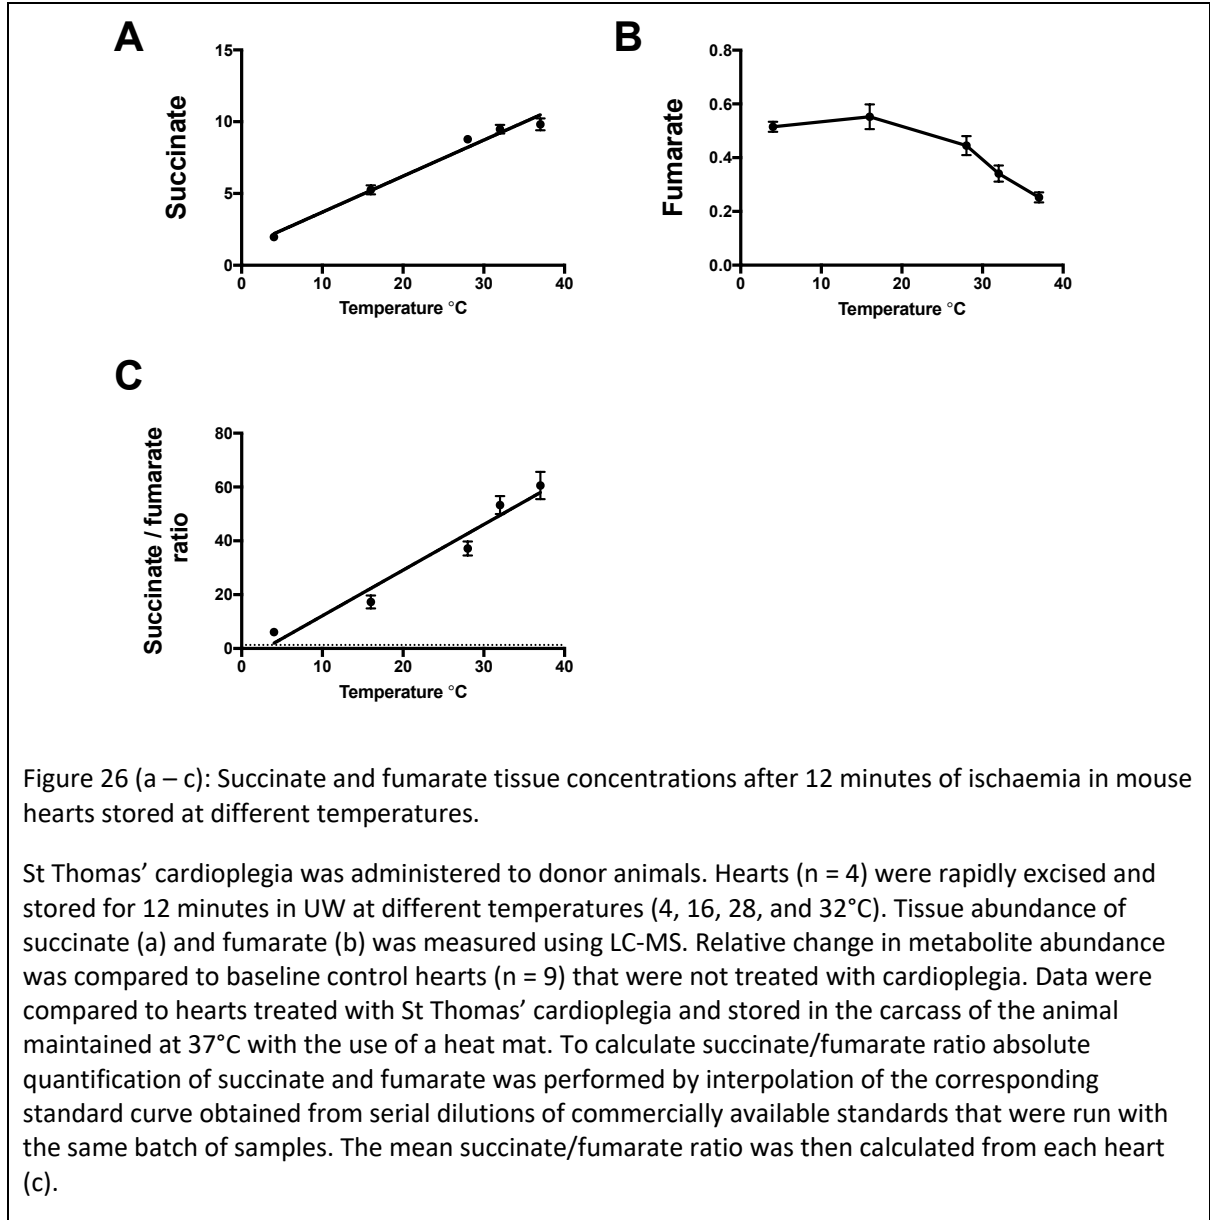 A
15
10
5
0
Succinate
0 10 20 30 40
Temperature °C
B
0.8
0.6
0.4
0.2
0.0
Fumarate
0 10 20 30 40
Temperature °C
C
80
60
40
20
0
Succinate / fumarate
ratio
0 10 20 30 40
Temperature °C
Figure 26 (a – c): Succinate and fumarate tissue concentrations after 12 minutes of ischaemia in mouse
hearts stored at different temperatures.
St Thomas’ cardioplegia was administered to donor animals. Hearts (n = 4) were rapidly excised and
stored for 12 minutes in UW at different temperatures (4, 16, 28, and 32°C). Tissue abundance of
succinate (a) and fumarate (b) was measured using LC-MS. Relative change in metabolite abundance
was compared to baseline control hearts (n = 9) that were not treated with cardioplegia. Data were
compared to hearts treated with St Thomas’ cardioplegia and stored in the carcass of the animal
maintained at 37°C with the use of a heat mat. To calculate succinate/fumarate ratio absolute
quantification of succinate and fumarate was performed by interpolation of the corresponding
standard curve obtained from serial dilutions of commercially available standards that were run with
the same batch of samples. The mean succinate/fumarate ratio was then calculated from each heart
(c).